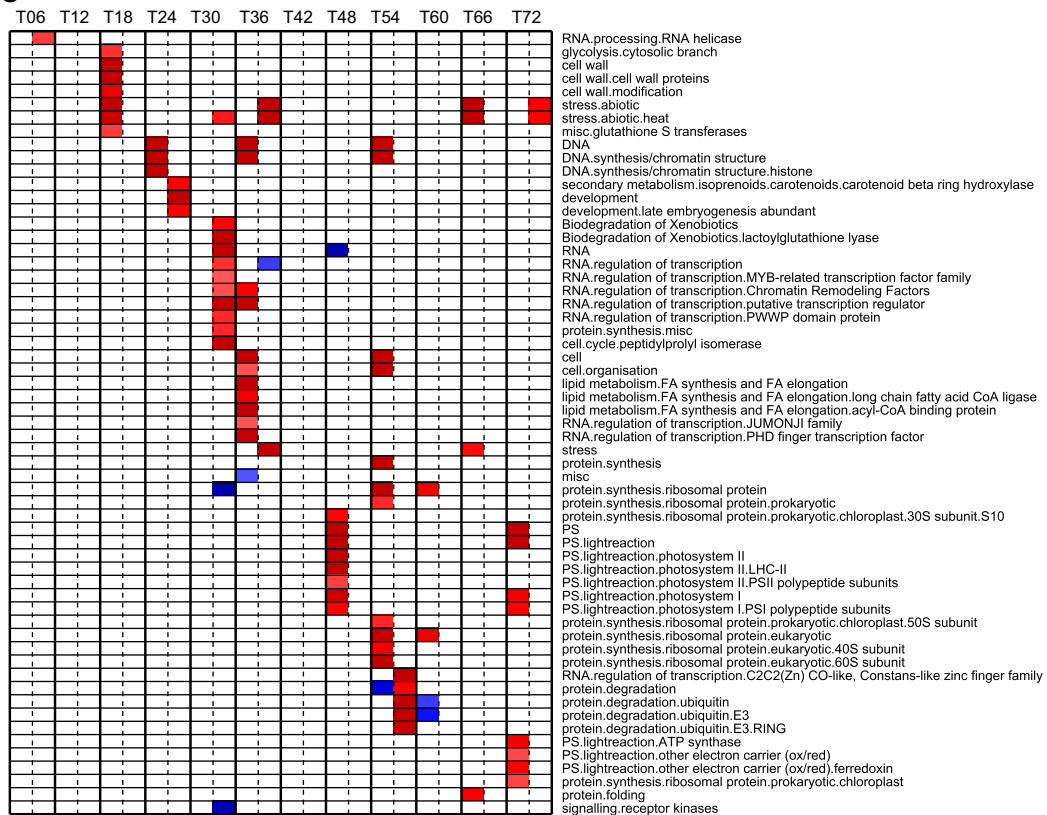 T06 T12 T18 T24 T30 T36 T42 T48 T54 T60 T66 T72
RNA.processing.RNA helicase
glycolysis.cytosolic branch
cell wall
cell wall.cell wall proteins
cell wall.modification
stress.abiotic
stress.abiotic.heat
misc.glutathione S transferases
DNA
DNA.synthesis/chromatin structure
DNA.synthesis/chromatin structure.histone
secondary metabolism.isoprenoids.carotenoids.carotenoid beta ring hydroxylase
development
development.late embryogenesis abundant
Biodegradation of Xenobiotics
Biodegradation of Xenobiotics.lactoylglutathione lyase
RNA
RNA.regulation of transcription
RNA.regulation of transcription.MYB-related transcription factor family
RNA.regulation of transcription.Chromatin Remodeling Factors
RNA.regulation of transcription.putative transcription regulator
RNA.regulation of transcription.PWWP domain protein
protein.synthesis.misc
cell.cycle.peptidylprolyl isomerase
cell
cell.organisation
lipid metabolism.FA synthesis and FA elongation
lipid metabolism.FA synthesis and FA elongation.long chain fatty acid CoA ligase
lipid metabolism.FA synthesis and FA elongation.acyl-CoA binding protein
RNA.regulation of transcription.JUMONJI family
RNA.regulation of transcription.PHD finger transcription factor
stress
protein.synthesis
misc
protein.synthesis.ribosomal protein
protein.synthesis.ribosomal protein.prokaryotic
protein.synthesis.ribosomal protein.prokaryotic.chloroplast.30S subunit.S10
PS
PS.lightreaction
PS.lightreaction.photosystem II
PS.lightreaction.photosystem II.LHC-II
PS.lightreaction.photosystem II.PSII polypeptide subunits
PS.lightreaction.photosystem I
PS.lightreaction.photosystem I.PSI polypeptide subunits
protein.synthesis.ribosomal protein.prokaryotic.chloroplast.50S subunit
protein.synthesis.ribosomal protein.eukaryotic
protein.synthesis.ribosomal protein.eukaryotic.40S subunit
protein.synthesis.ribosomal protein.eukaryotic.60S subunit
RNA.regulation of transcription.C2C2(Zn) CO-like, Constans-like zinc finger family
protein.degradation
protein.degradation.ubiquitin
protein.degradation.ubiquitin.E3
protein.degradation.ubiquitin.E3.RING
PS.lightreaction.ATP synthase
PS.lightreaction.other electron carrier (ox/red)
PS.lightreaction.other electron carrier (ox/red).ferredoxin
protein.synthesis.ribosomal protein.prokaryotic.chloroplast
protein.folding
signalling.receptor kinases